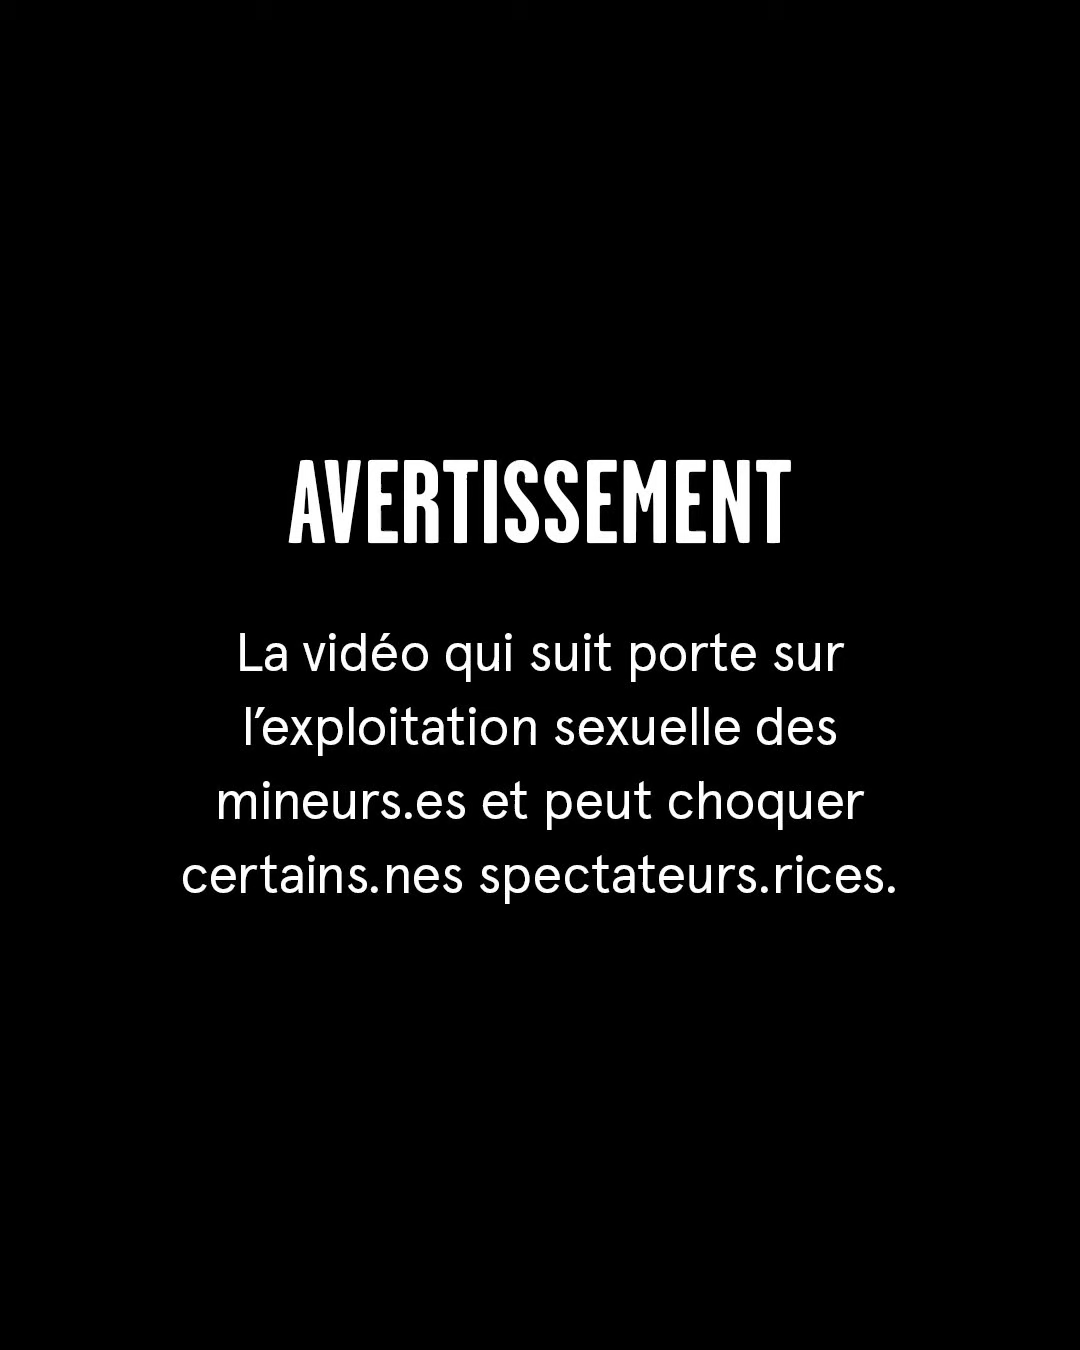 AVERTISSEMENT
La vidéo qui suit porte sur
l’exploitation sexuelle des
mineurs.es et peut choquer
certains.nes spectateurs.rices.